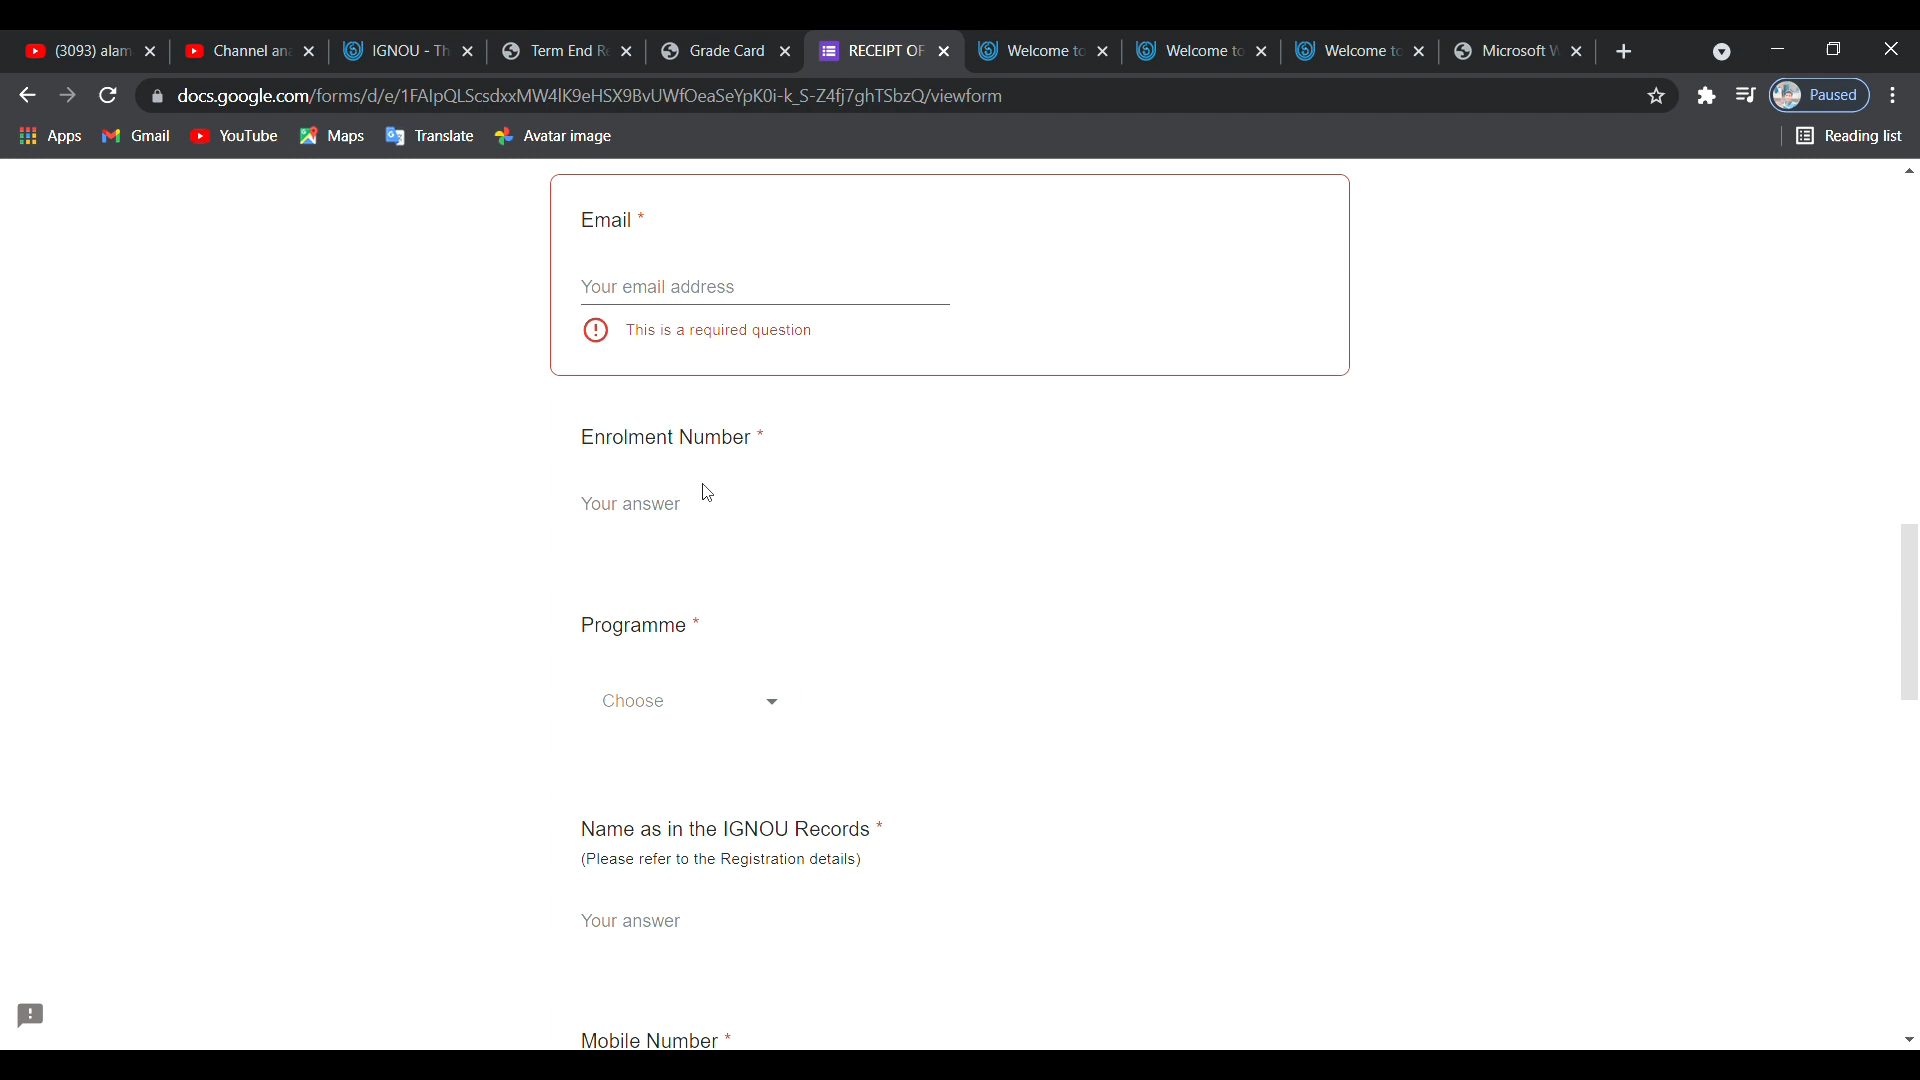 (3093) alam
Channel an
IGNOU - Th
Term End R
Grade Card
RECEIPT OF
Welcome to
Welcome to
Welcome to
Microsoft W
docs.google.com/forms/d/e/1FAIpQLScsdxxMW4lK9eHSX9BvUWfOeaSeYpK0i-k_S-Z4fj7ghTSbzQ/viewform
Paused
Apps
Gmail
YouTube
Maps
Translate
Avatar image
Reading list
Email *
Your email address
This is a required question
Enrolment Number *
Your answer
Programme *
Choose
Name as in the IGNOU Records *
(Please refer to the Registration details)
Your answer
Mobile Number *